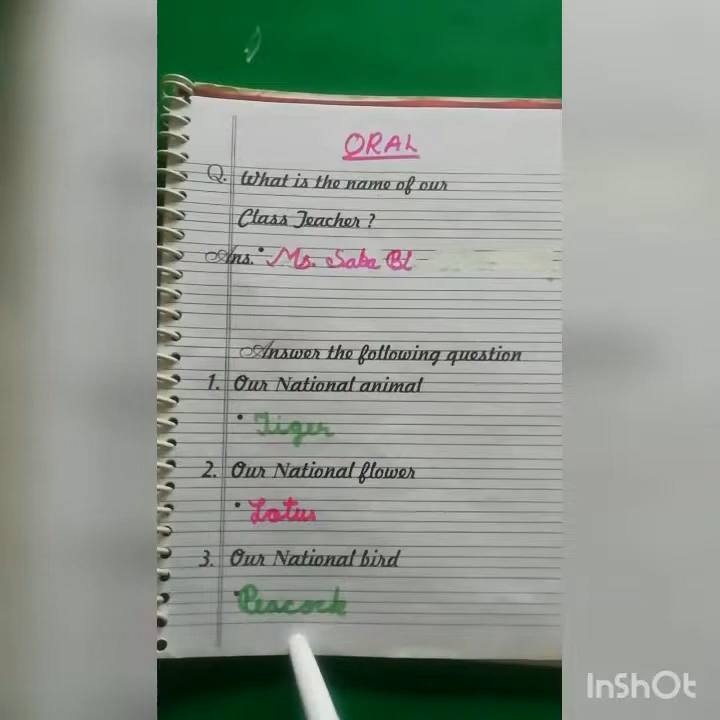 ORAL
Q. What is the name of our
Class Teacher ?
Ans. • Ms. Saba Bi
Answer the following question
1. Our National animal
• Tiger
2. Our National flower
• Lotus
3. Our National bird
• Peacock
InShOt